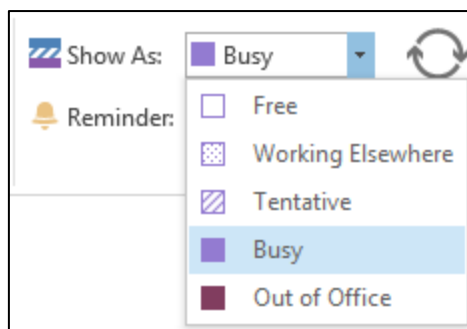 Show As: Busy
Free
Reminder:
Working Elsewhere
Tentative
Busy
Out of Office